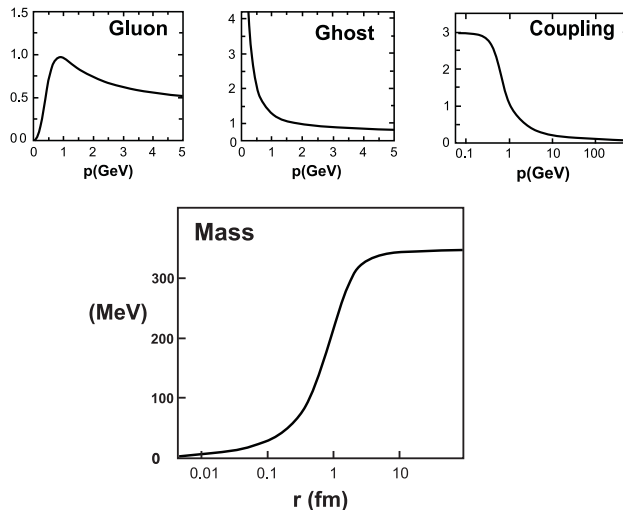 Gluon
1.5
1.0
0.5
0.0
0 1 2 3 4 5
p(GeV)
Ghost
4
3
2
1
0
0 1 2 3 4 5
p(GeV)
Coupling
3
2
1
0
0.1 1 10 100
p(GeV)
Mass
(MeV)
300
200
100
0
0.01 0.1 1 10
r (fm)